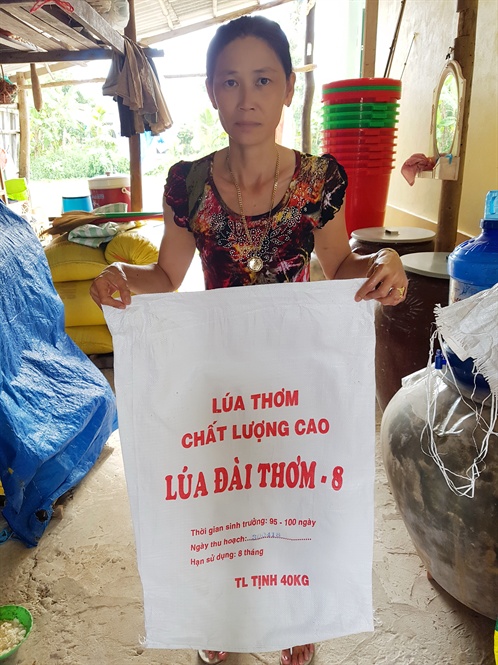 LÚA THƠM
CHẤT LƯỢNG CAO
LÚA ĐÀI THƠM - 8
Thời gian sinh trưởng: 95 - 100 ngày
Ngày thu hoạch:
Hạn sử dụng: 8 tháng
TL TỊNH 40KG